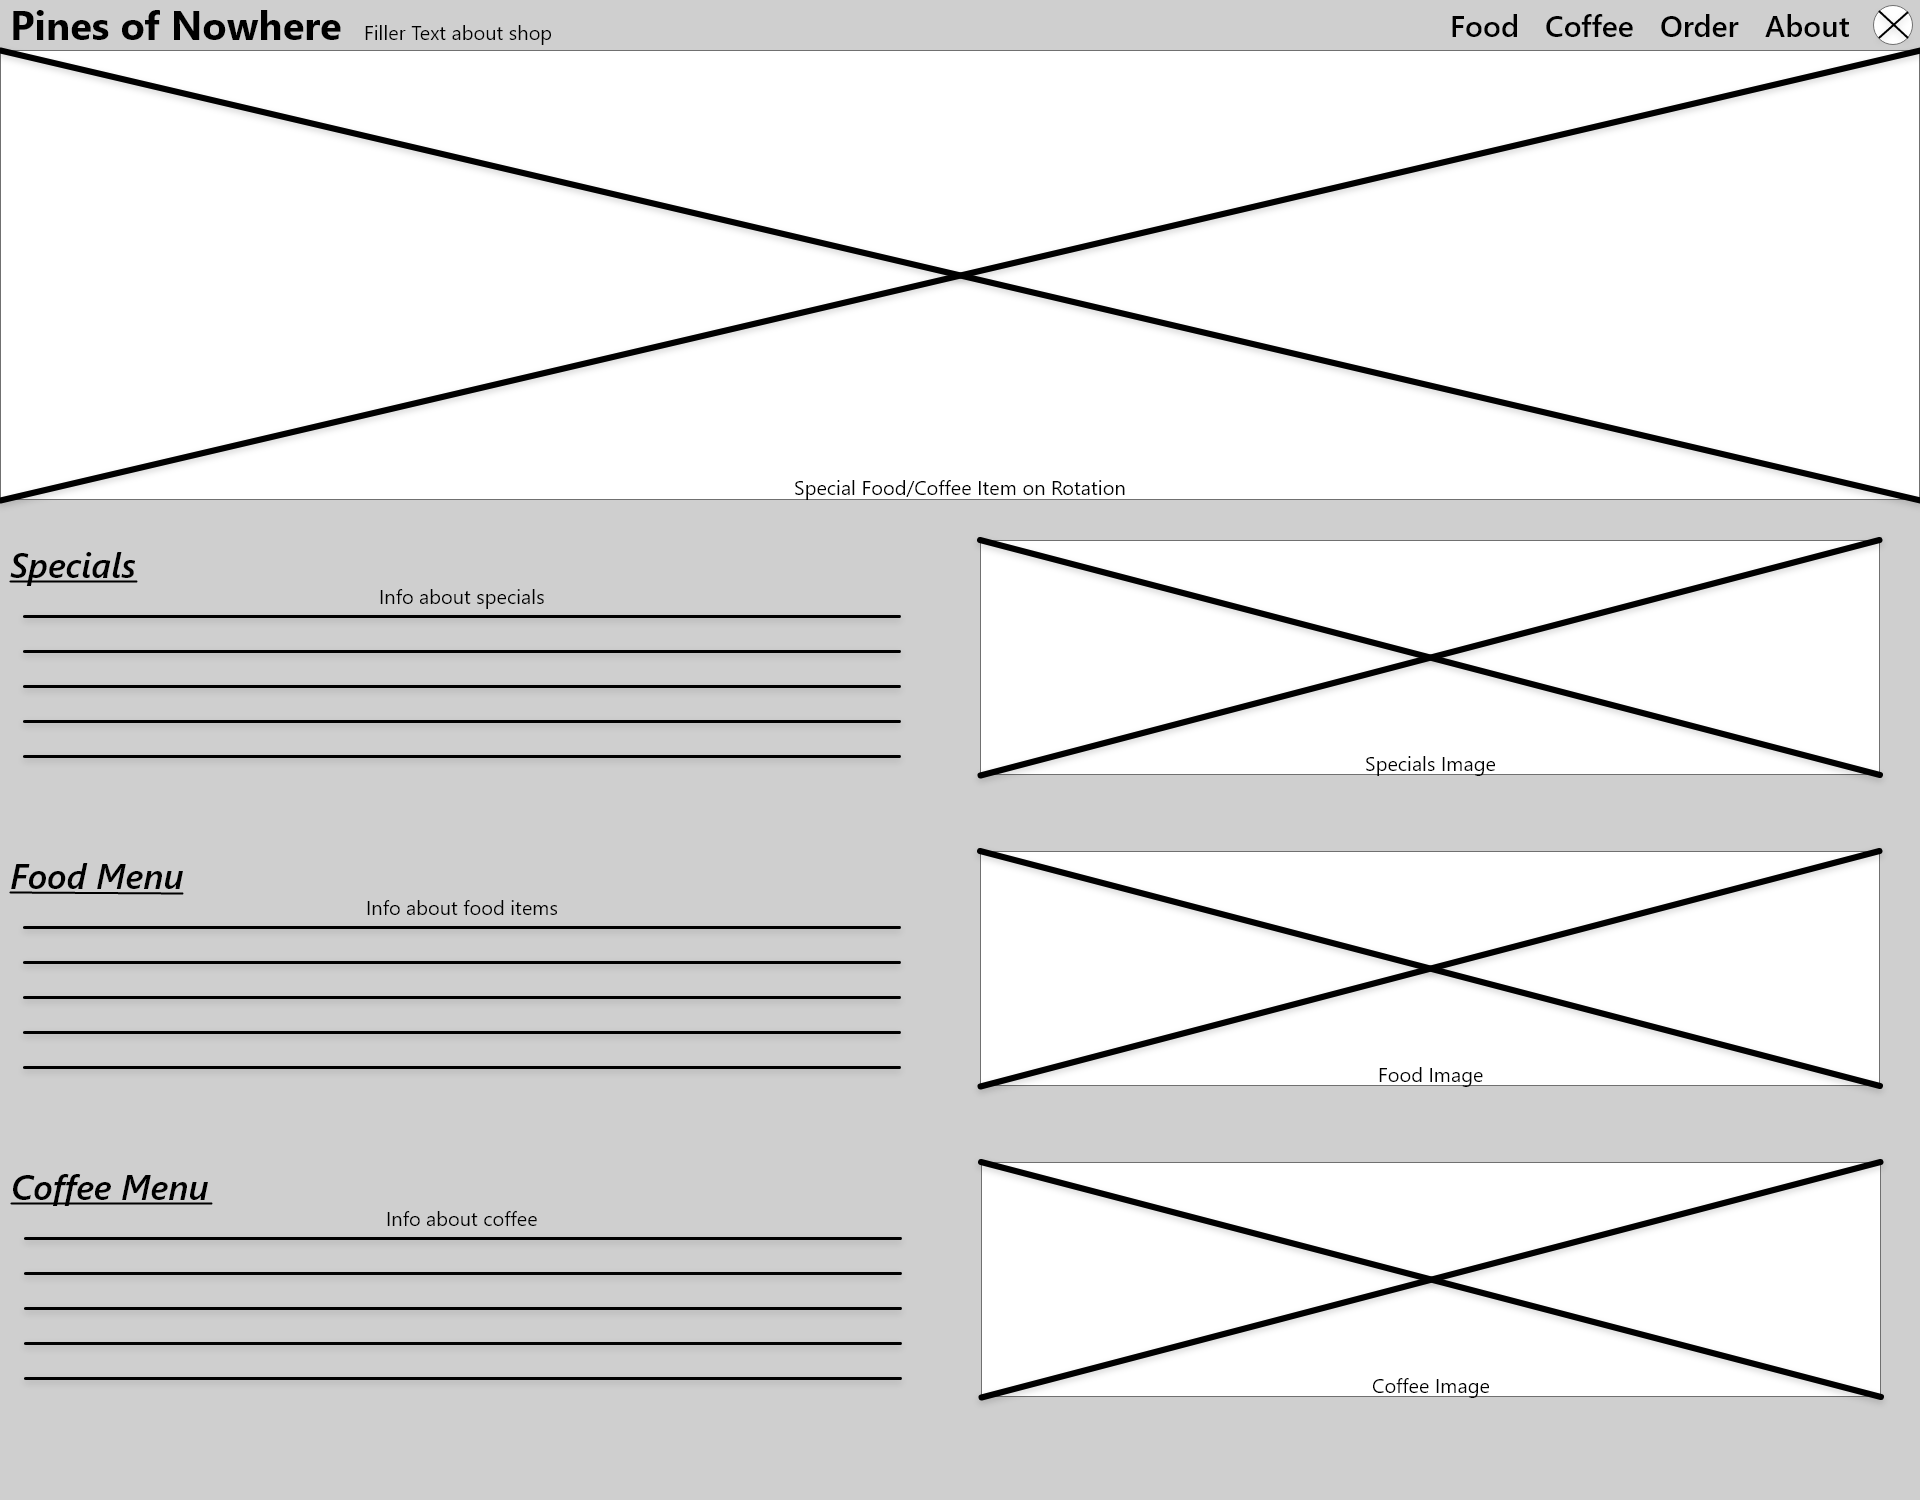 Pines of Nowhere Filler Text about shop Food Coffee Order About
Special Food/Coffee Item on Rotation
Specials
Info about specials
Specials Image
Food Menu
Info about food items
Food Image
Coffee Menu
Info about coffee
Coffee Image